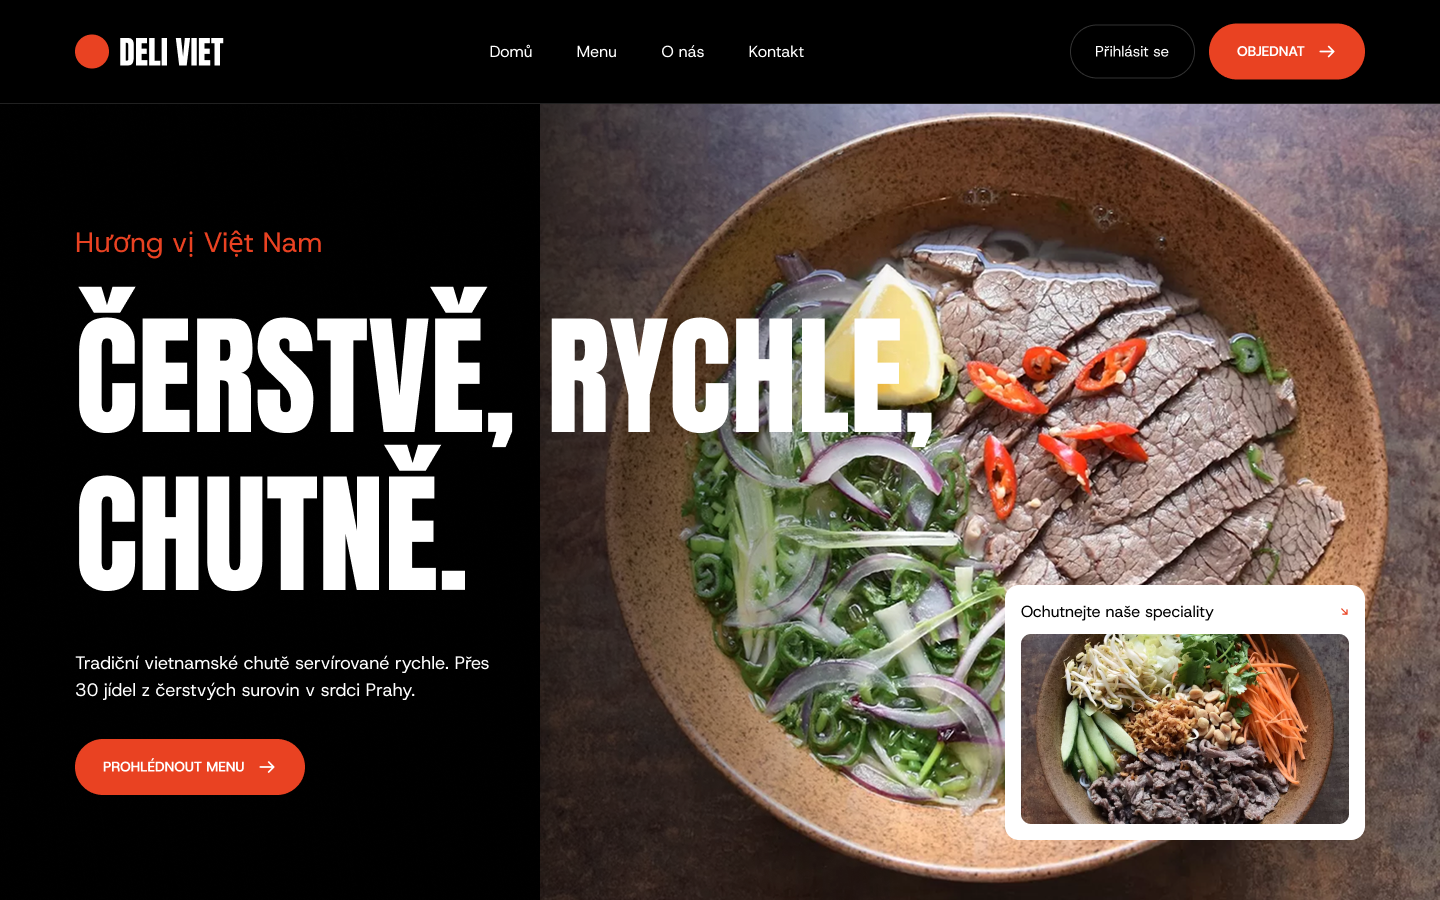 DELI VIET
Domů
Menu
O nás
Kontakt
Přihlásit se
OBJEDNAT
Hương vị Việt Nam
ČERSTVĚ, RYCHLE,
CHUTNĚ.
Tradiční vietnamské chutě servírované rychle. Přes
30 jídel z čerstvých surovin v srdci Prahy.
PROHLÉDNOUT MENU
Ochutnejte naše speciality